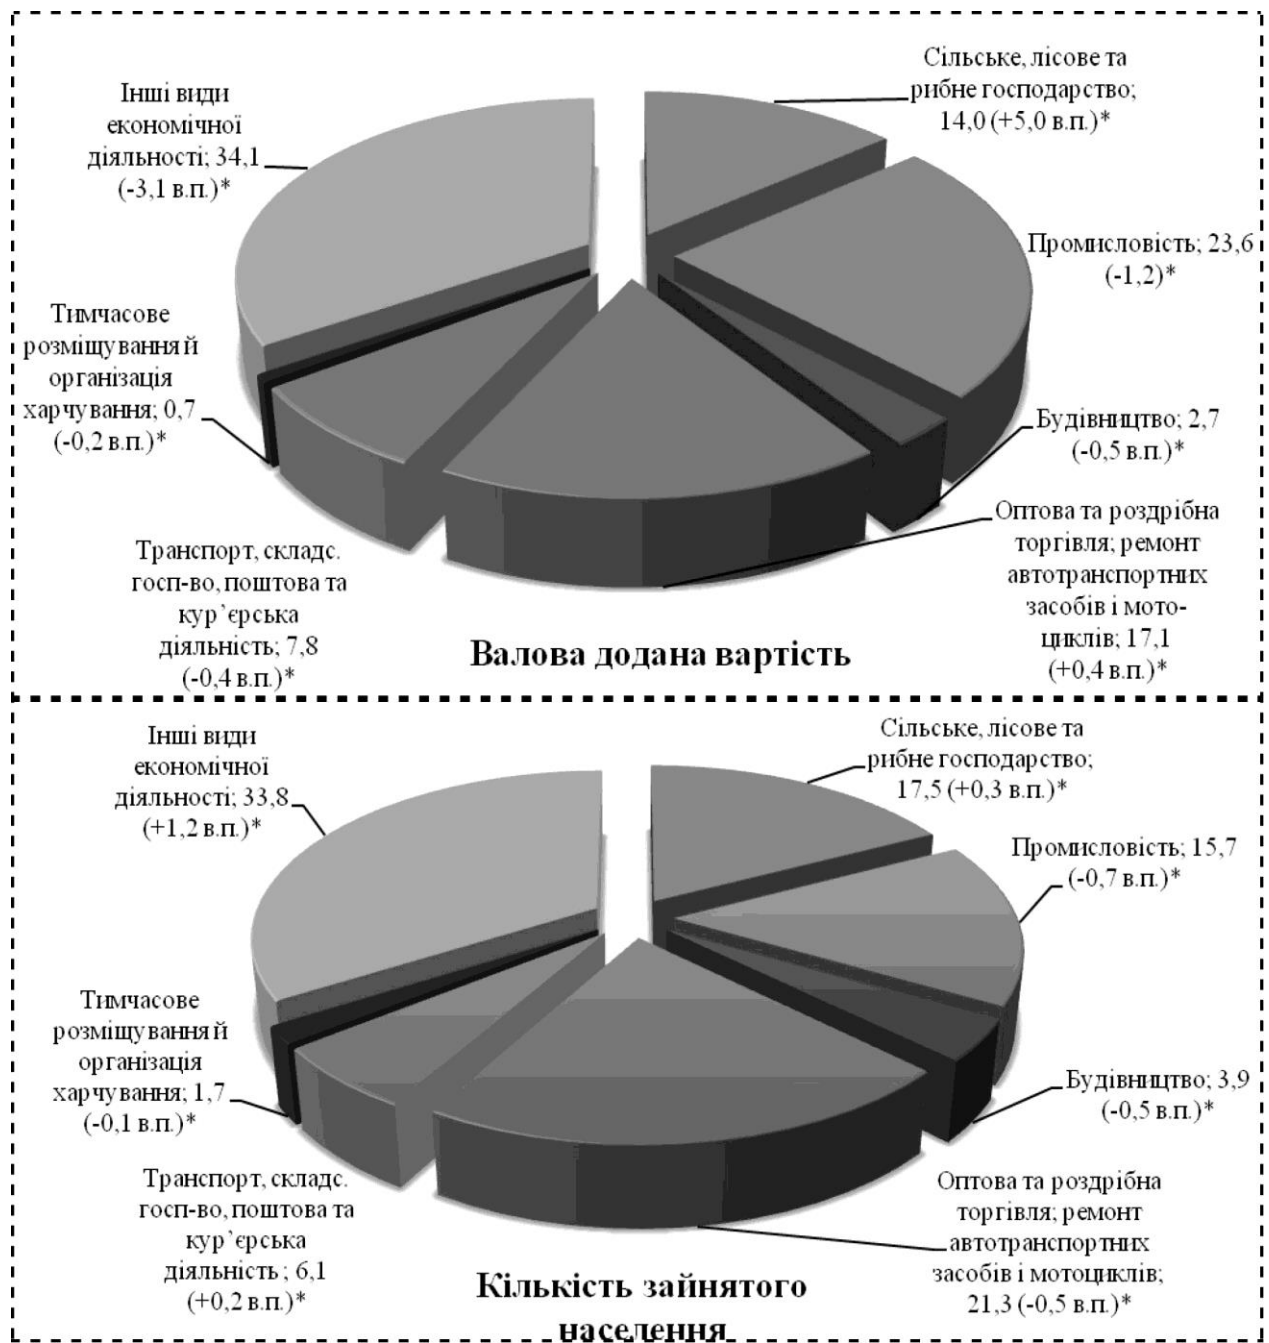 Інші види
економічної
діяльності; 34,1
(-3,1 в.п.)*
Сільське, лісове та
рибне господарство;
14,0 (+5,0 в.п.)*
Промисловість; 23,6
(-1,2)*
Тимчасове
розміщування й
організація
харчування; 0,7
(-0,2 в.п.)*
Будівництво; 2,7
(-0,5 в.п.)*
Оптова та роздрібна
торгівля; ремонт
автотранспортних
засобів і мото-
циклів; 17,1
(+0,4 в.п.)*
Транспорт, складс.
госп-во, поштова та
кур’єрська
діяльність; 7,8
(-0,4 в.п.)*
Валова додана вартість
Інші види
економічної
діяльності; 33,8
(+1,2 в.п.)*
Сільське, лісове та
рибне господарство;
17,5 (+0,3 в.п.)*
Промисловість; 15,7
(-0,7 в.п.)*
Тимчасове
розміщування й
організація
харчування; 1,7
(-0,1 в.п.)*
Будівництво; 3,9
(-0,5 в.п.)*
Транспорт, складс.
госп-во, поштова та
кур’єрська
діяльність ; 6,1
(+0,2 в.п.)*
Оптова та роздрібна
торгівля; ремонт
автотранспортних
засобів і мотоциклів;
21,3 (-0,5 в.п.)*
Кількість зайнятого
населення